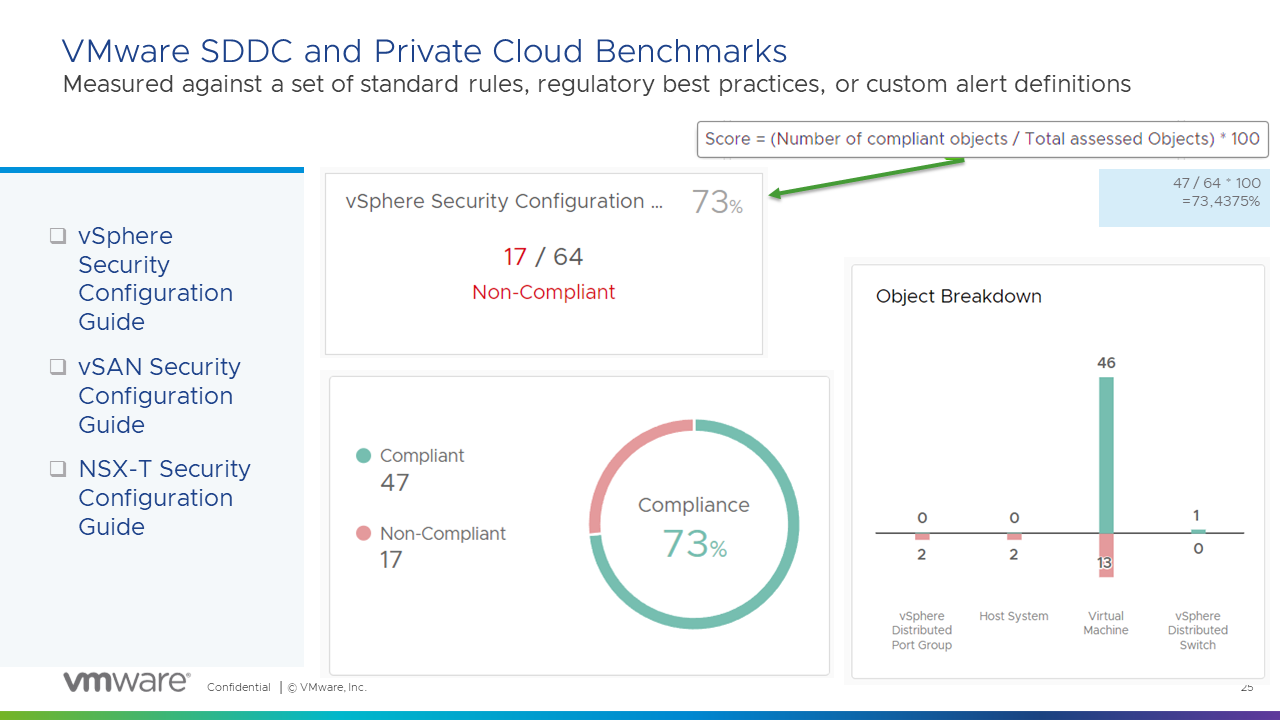 VMware SDDC and Private Cloud Benchmarks
Measured against a set of standard rules, regulatory best practices, or custom alert definitions
Score = (Number of compliant objects / Total assessed Objects) * 100
47 / 64 * 100
=73,4375%
vSphere
Security
Configuration
Guide
vSAN Security
Configuration
Guide
NSX-T Security
Configuration
Guide
vSphere Security Configuration ... 73%
17 / 64
Non-Compliant
Compliant
47
Non-Compliant
17
Compliance
73%
Object Breakdown
46
0 0 1
2 2 13 0
vSphere
Distributed
Port Group
Host System
Virtual
Machine
vSphere
Distributed
Switch
vmware® Confidential | © VMware, Inc. 25